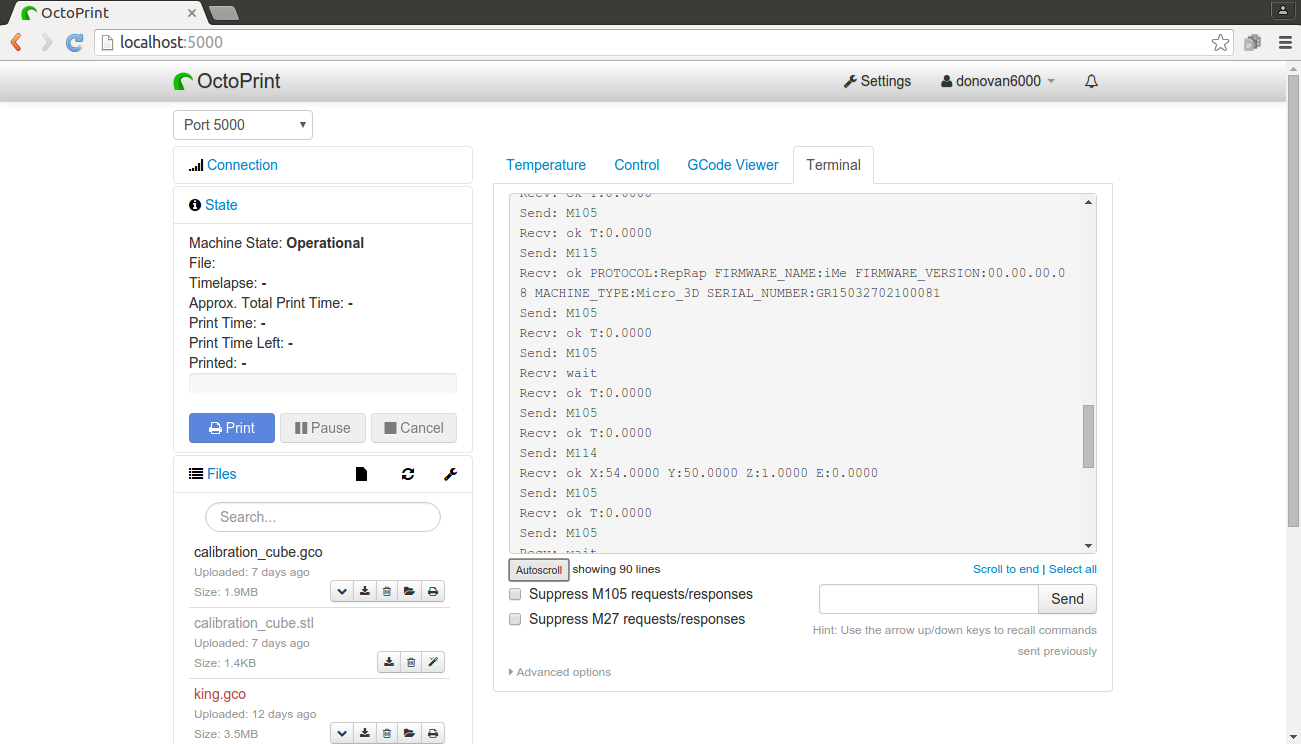 OctoPrint
localhost:5000
OctoPrint
Settings
donovan6000
Port 5000
Connection
State
Machine State: Operational
File:
Timelapse: -
Approx. Total Print Time: -
Print Time: -
Print Time Left: -
Printed: -
Print
Pause
Cancel
Files
Search...
calibration_cube.gco
Uploaded: 7 days ago
Size: 1.9MB
calibration_cube.stl
Uploaded: 7 days ago
Size: 1.4KB
king.gco
Uploaded: 12 days ago
Size: 3.5MB
Temperature
Control
GCode Viewer
Terminal
Recv: ok T:0.0000
Send: M105
Recv: ok T:0.0000
Send: M115
Recv: ok PROTOCOL:RepRap FIRMWARE_NAME:iMe FIRMWARE_VERSION:00.00.00.0
8 MACHINE_TYPE:Micro_3D SERIAL_NUMBER:GR15032702100081
Send: M105
Recv: ok T:0.0000
Send: M105
Recv: wait
Recv: ok T:0.0000
Send: M105
Recv: ok T:0.0000
Send: M114
Recv: ok X:54.0000 Y:50.0000 Z:1.0000 E:0.0000
Send: M105
Recv: ok T:0.0000
Send: M105
Recv: wait
Autoscroll showing 90 lines
Scroll to end | Select all
Suppress M105 requests/responses
Suppress M27 requests/responses
Send
Hint: Use the arrow up/down keys to recall commands
sent previously
Advanced options